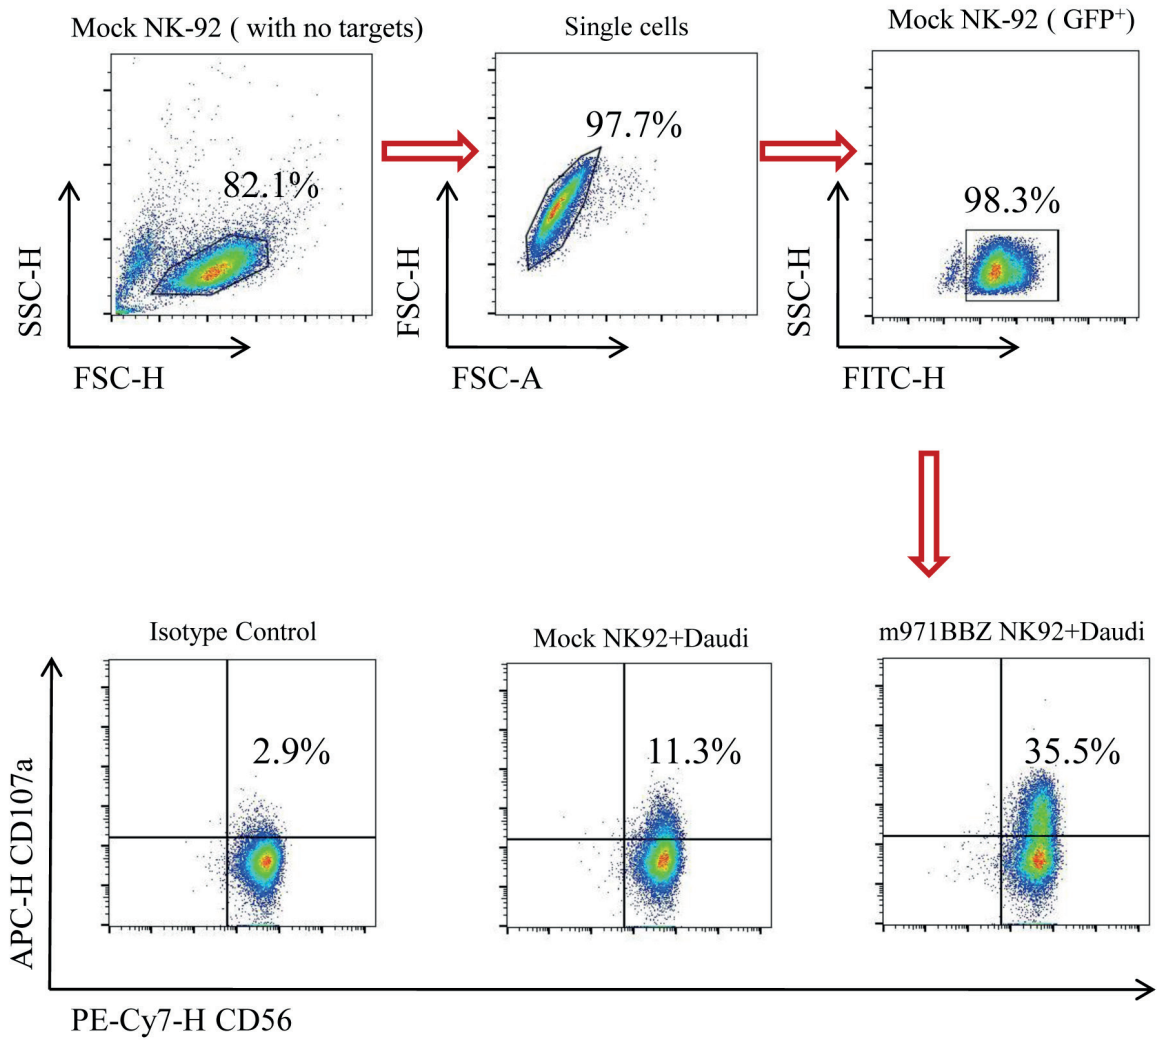 Mock NK-92 ( with no targets)
Single cells
Mock NK-92 ( GFP⁺)
82.1%
97.7%
98.3%
SSC-H
FSC-H
FSC-H
FSC-A
SSC-H
FITC-H
Isotype Control
Mock NK92+Daudi
m971BBZ NK92+Daudi
2.9%
11.3%
35.5%
APC-H CD107a
PE-Cy7-H CD56